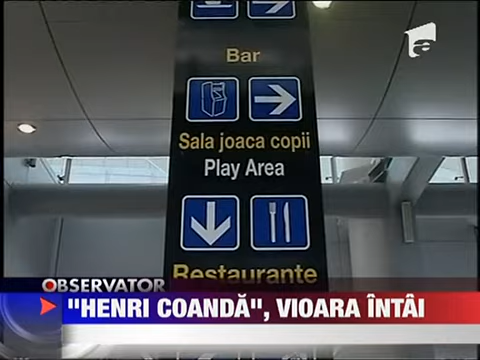 Bar
Sala joaca copii
Play Area
Restaurante
OBSERVATOR
"HENRI COANDĂ", VIOARA ÎNTÂI